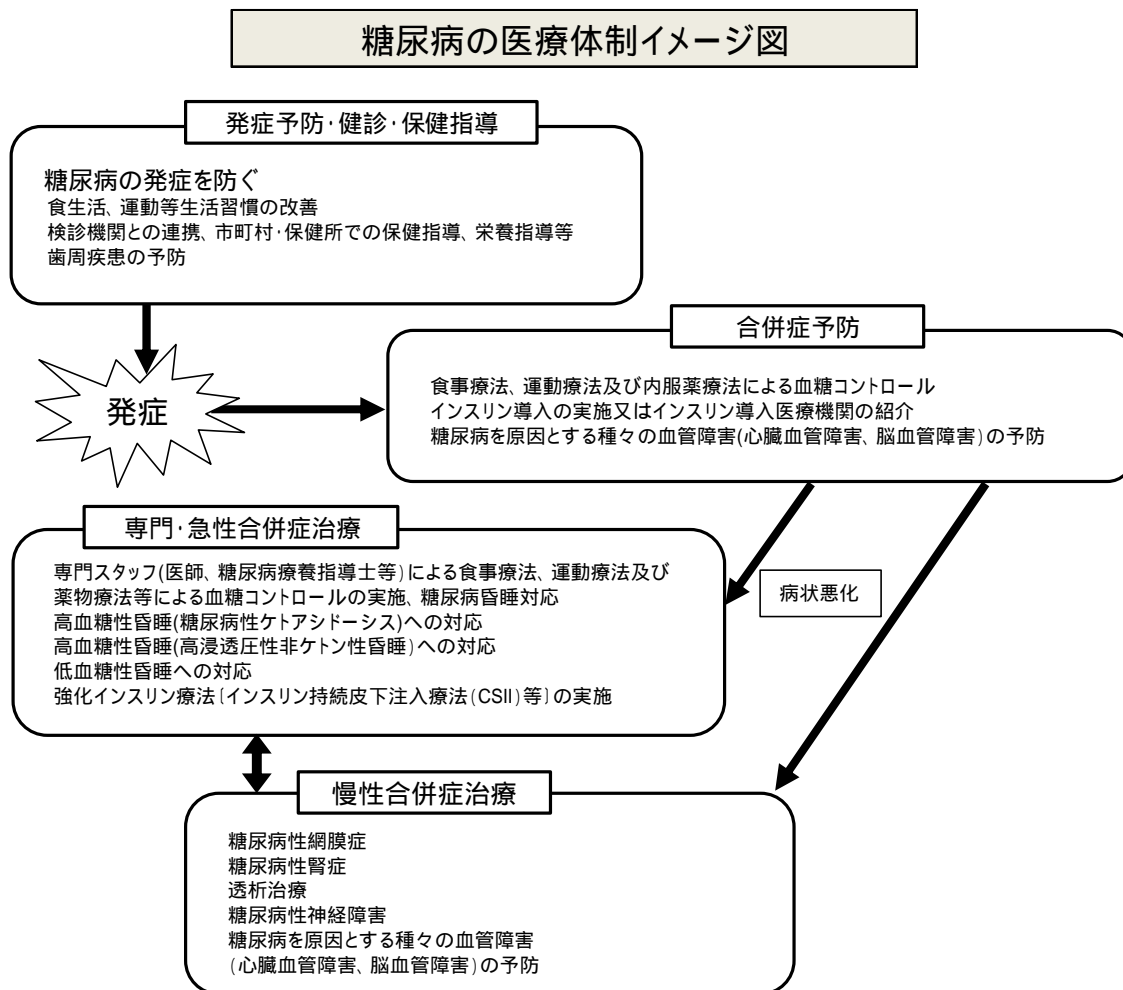 糖尿病の医療体制イメージ図
発症予防・健診・保健指導
糖尿病の発症を防ぐ
食生活、運動等生活習慣の改善
検診機関との連携、市町村・保健所での保健指導、栄養指導等
歯周疾患の予防
発症
合併症予防
食事療法、運動療法及び内服薬療法による血糖コントロール
インスリン導入の実施又はインスリン導入医療機関の紹介
糖尿病を原因とする種々の血管障害(心臓血管障害、脳血管障害)の予防
専門・急性合併症治療
専門スタッフ(医師、糖尿病療養指導士等)による食事療法、運動療法及び
薬物療法等による血糖コントロールの実施、糖尿病昏睡対応
高血糖性昏睡(糖尿病性ケトアシドーシス)への対応
高血糖性昏睡(高浸透圧性非ケトン性昏睡)への対応
低血糖性昏睡への対応
強化インスリン療法〔インスリン持続皮下注入療法(CSII)等〕の実施
病状悪化
慢性合併症治療
糖尿病性網膜症
糖尿病性腎症
透析治療
糖尿病性神経障害
糖尿病を原因とする種々の血管障害
(心臓血管障害、脳血管障害)の予防